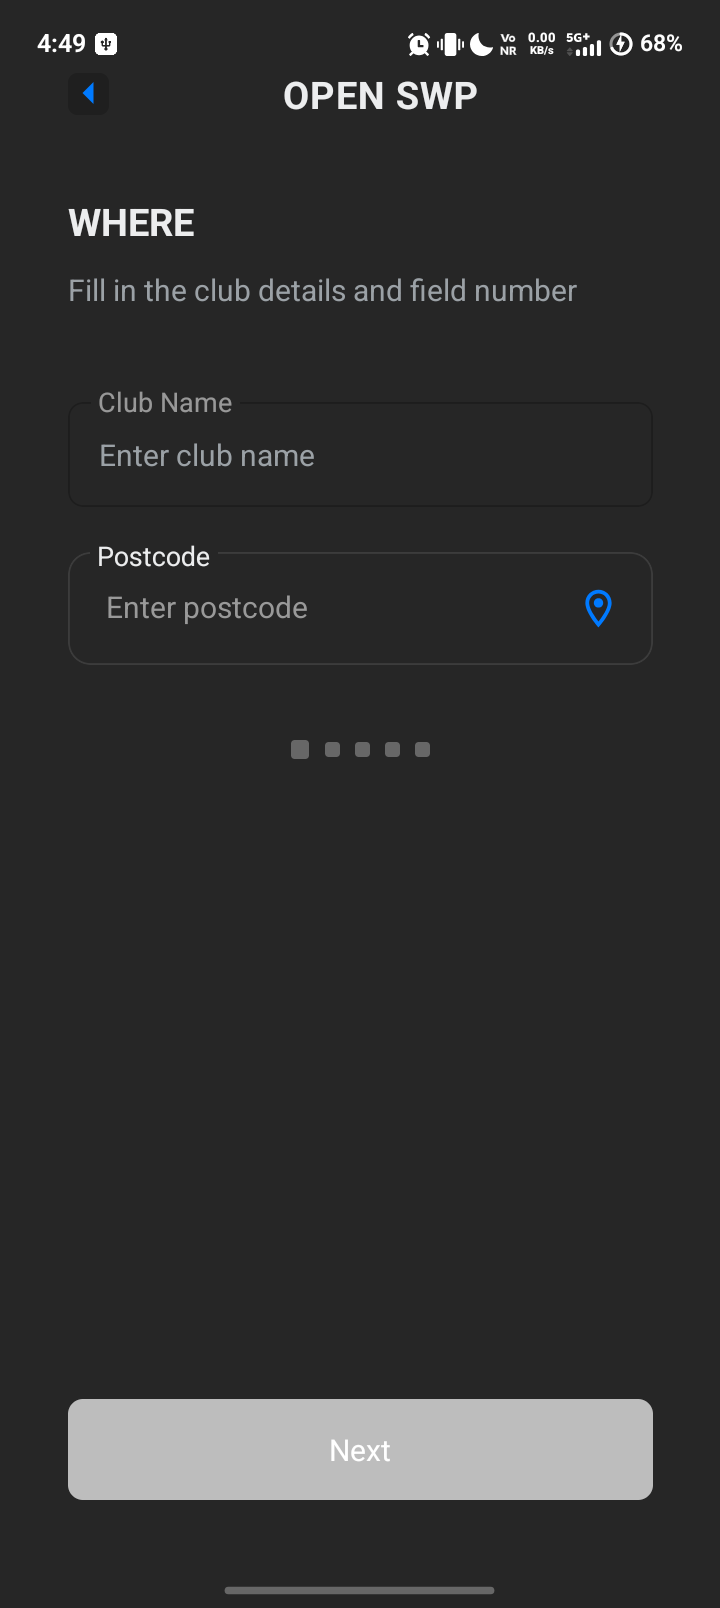 4:49 Vo NR 0.00 KB/s 5G+ 68%
OPEN SWP
WHERE
Fill in the club details and field number
Club Name
Enter club name
Postcode
Enter postcode
Next